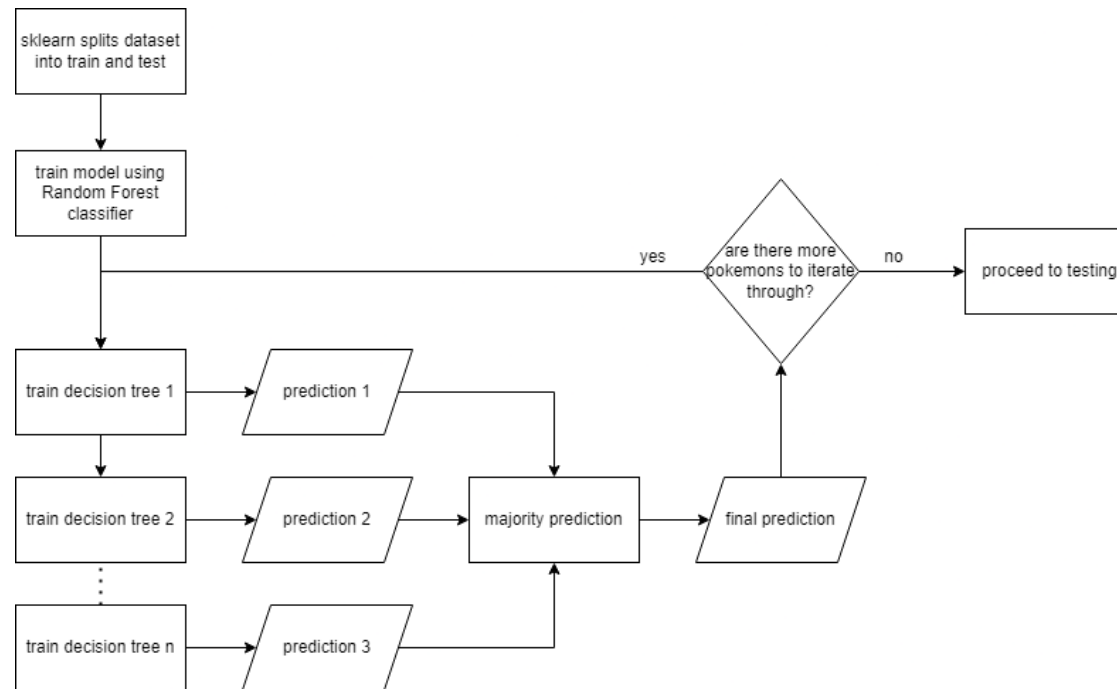 sklearn splits dataset
into train and test
train model using
Random Forest
classifier
yes
are there more
pokemons to iterate
through?
no
proceed to testing
train decision tree 1
prediction 1
train decision tree 2
prediction 2
majority prediction
final prediction
train decision tree n
prediction 3